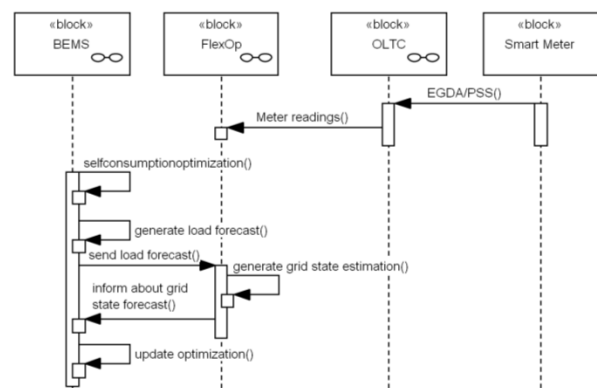 «block»
BEMS
«block»
FlexOp
«block»
OLTC
«block»
Smart Meter
EGDA/PSS()
Meter readings()
selfconsumptionoptimization()
generate load forecast()
send load forecast()
generate grid state estimation()
inform about grid
state forecast()
update optimization()